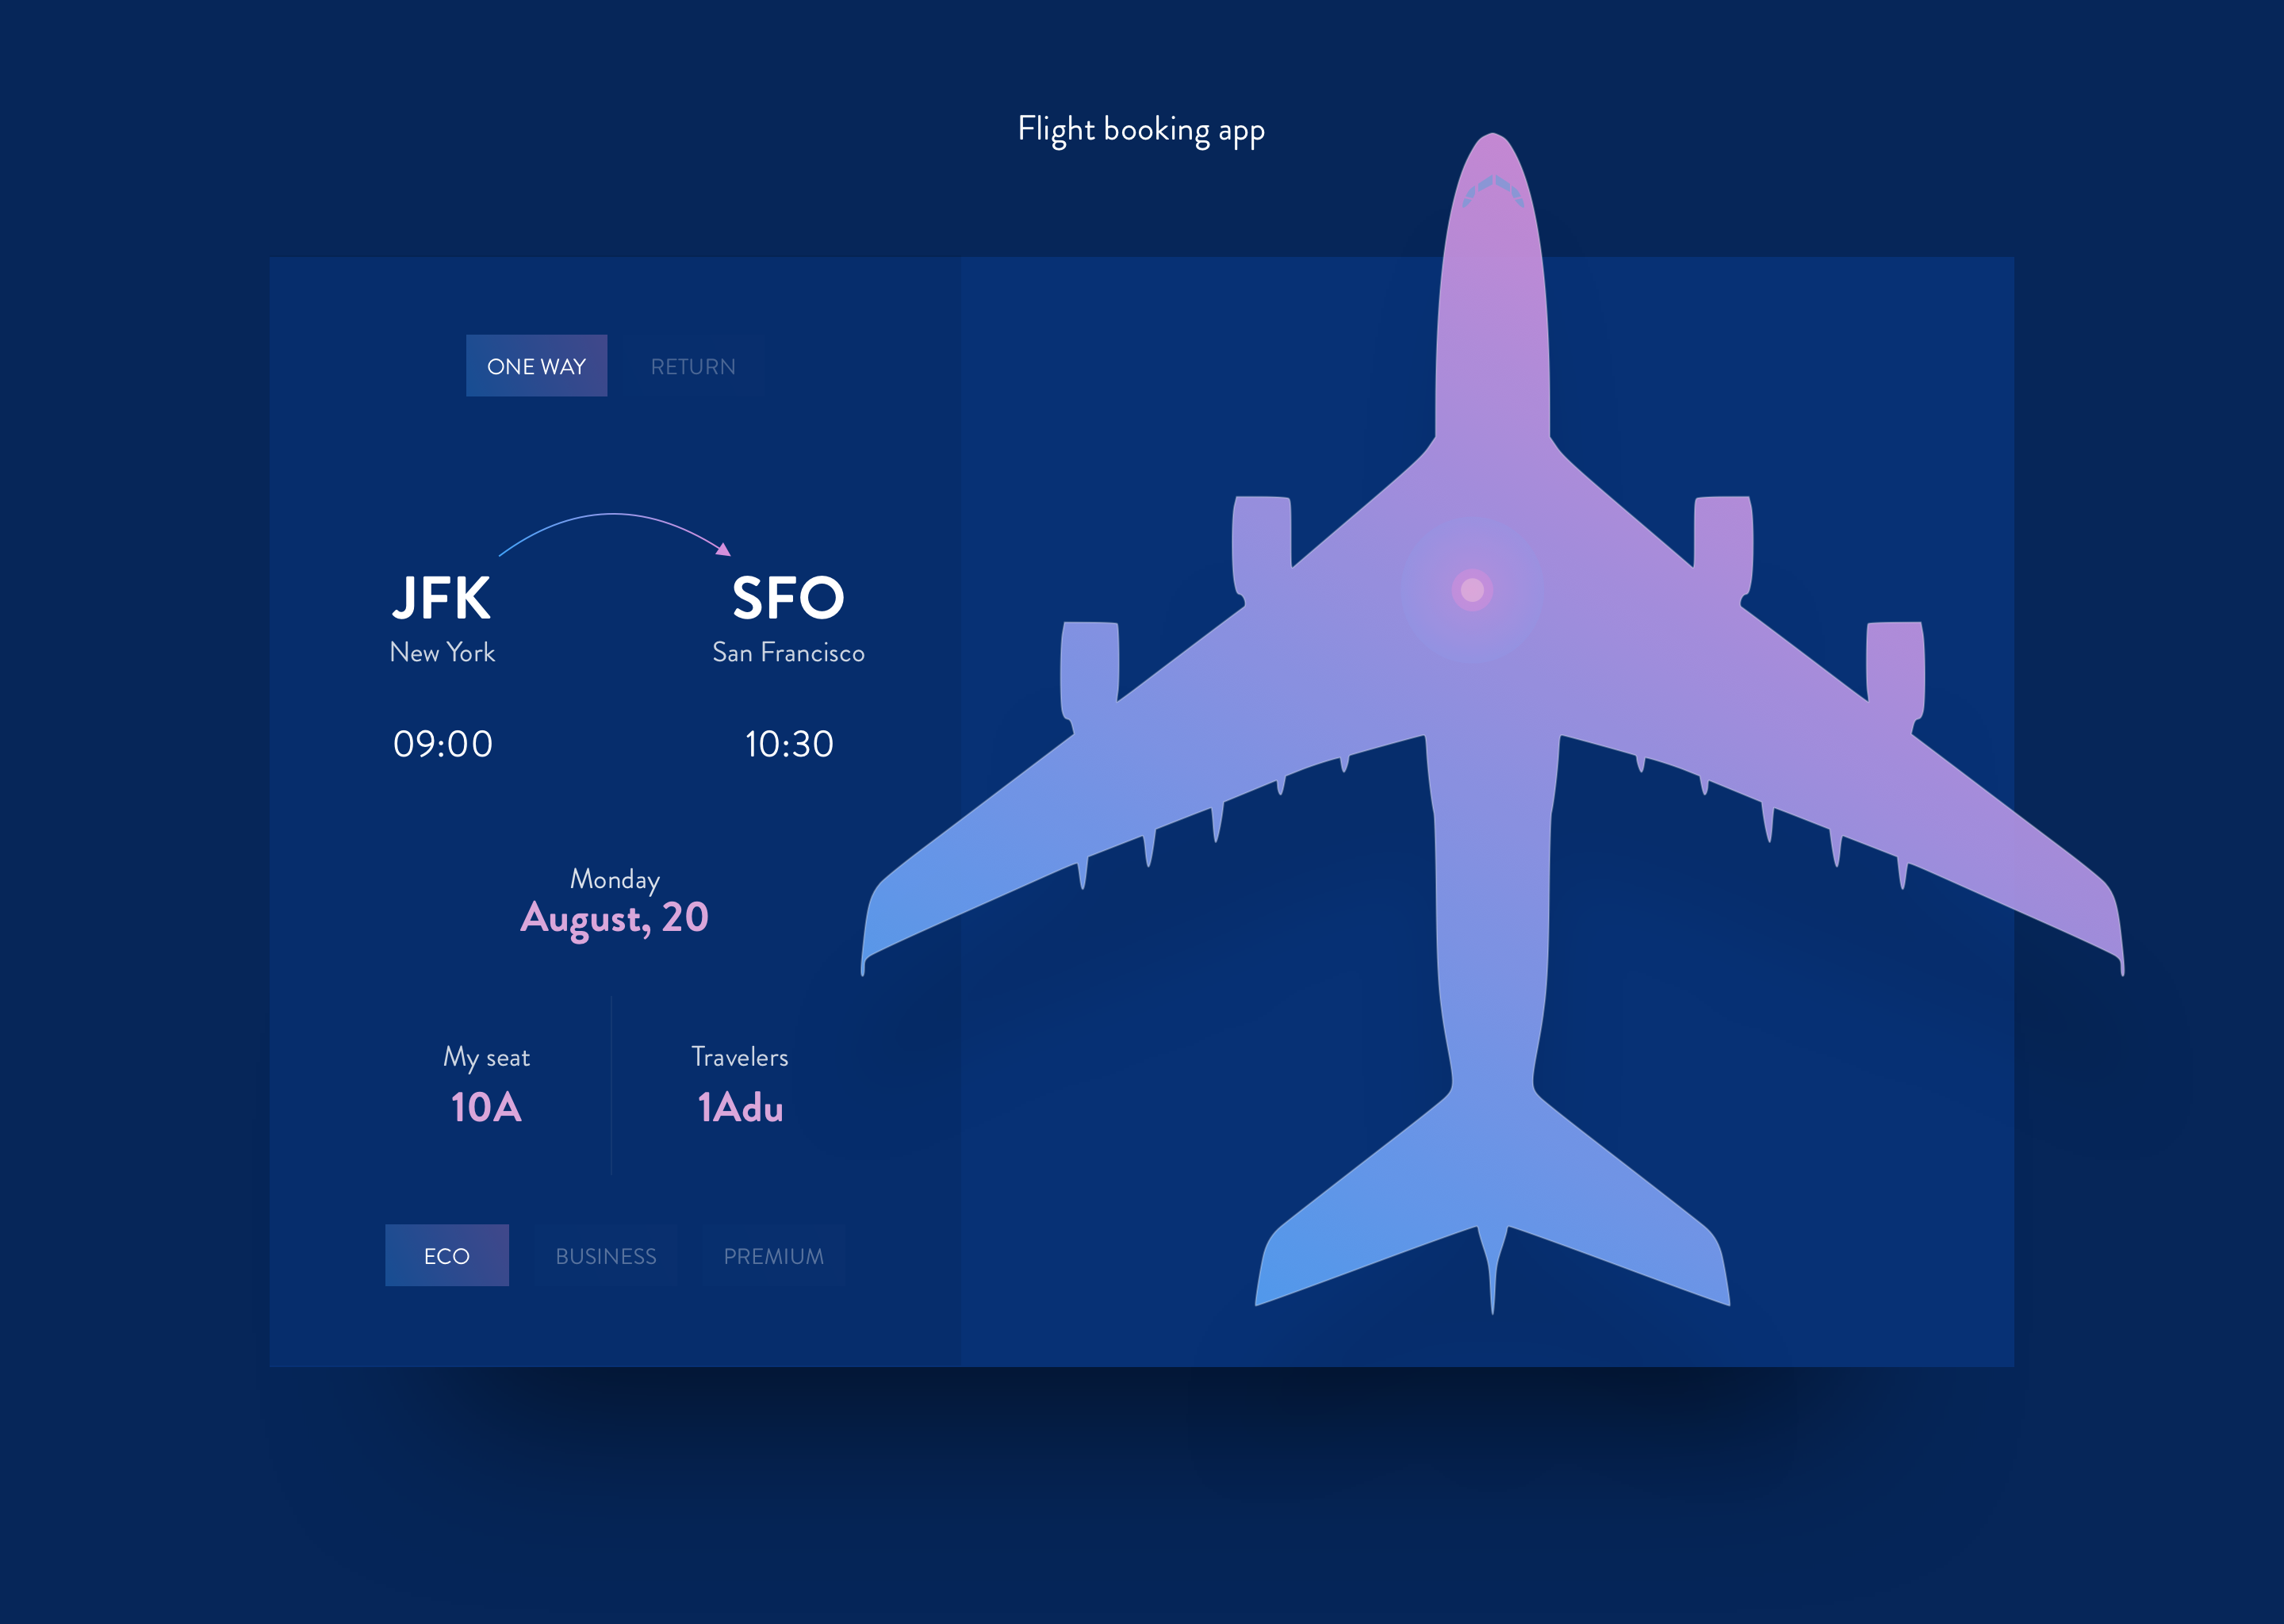 Flight booking app
ONE WAY RETURN
JFK SFO
New York San Francisco
09:00 10:30
Monday
August, 20
My seat Travelers
10A 1Adu
ECO BUSINESS PREMIUM